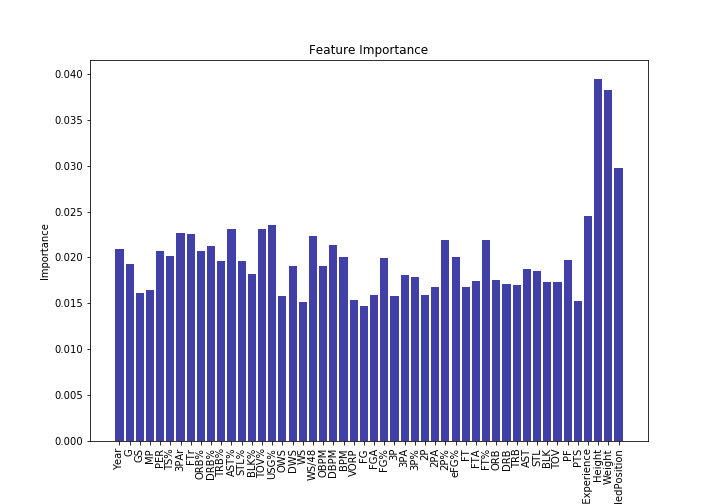 Feature Importance
Importance
0.040
0.035
0.030
0.025
0.020
0.015
0.010
0.005
0.000
Year
G
GS
MP
PER
TS%
3PAr
FTr
ORB%
DRB%
TRB%
AST%
STL%
BLK%
TOV%
USG%
OWS
DWS
WS
WS/48
OBPM
DBPM
BPM
VORP
FG
FGA
FG%
3P
3PA
3P%
2P
2PA
2P%
eFG%
FT
FTA
FT%
ORB
DRB
TRB
AST
STL
BLK
TOV
PF
PTS
Experience
Height
Weight
edPosition